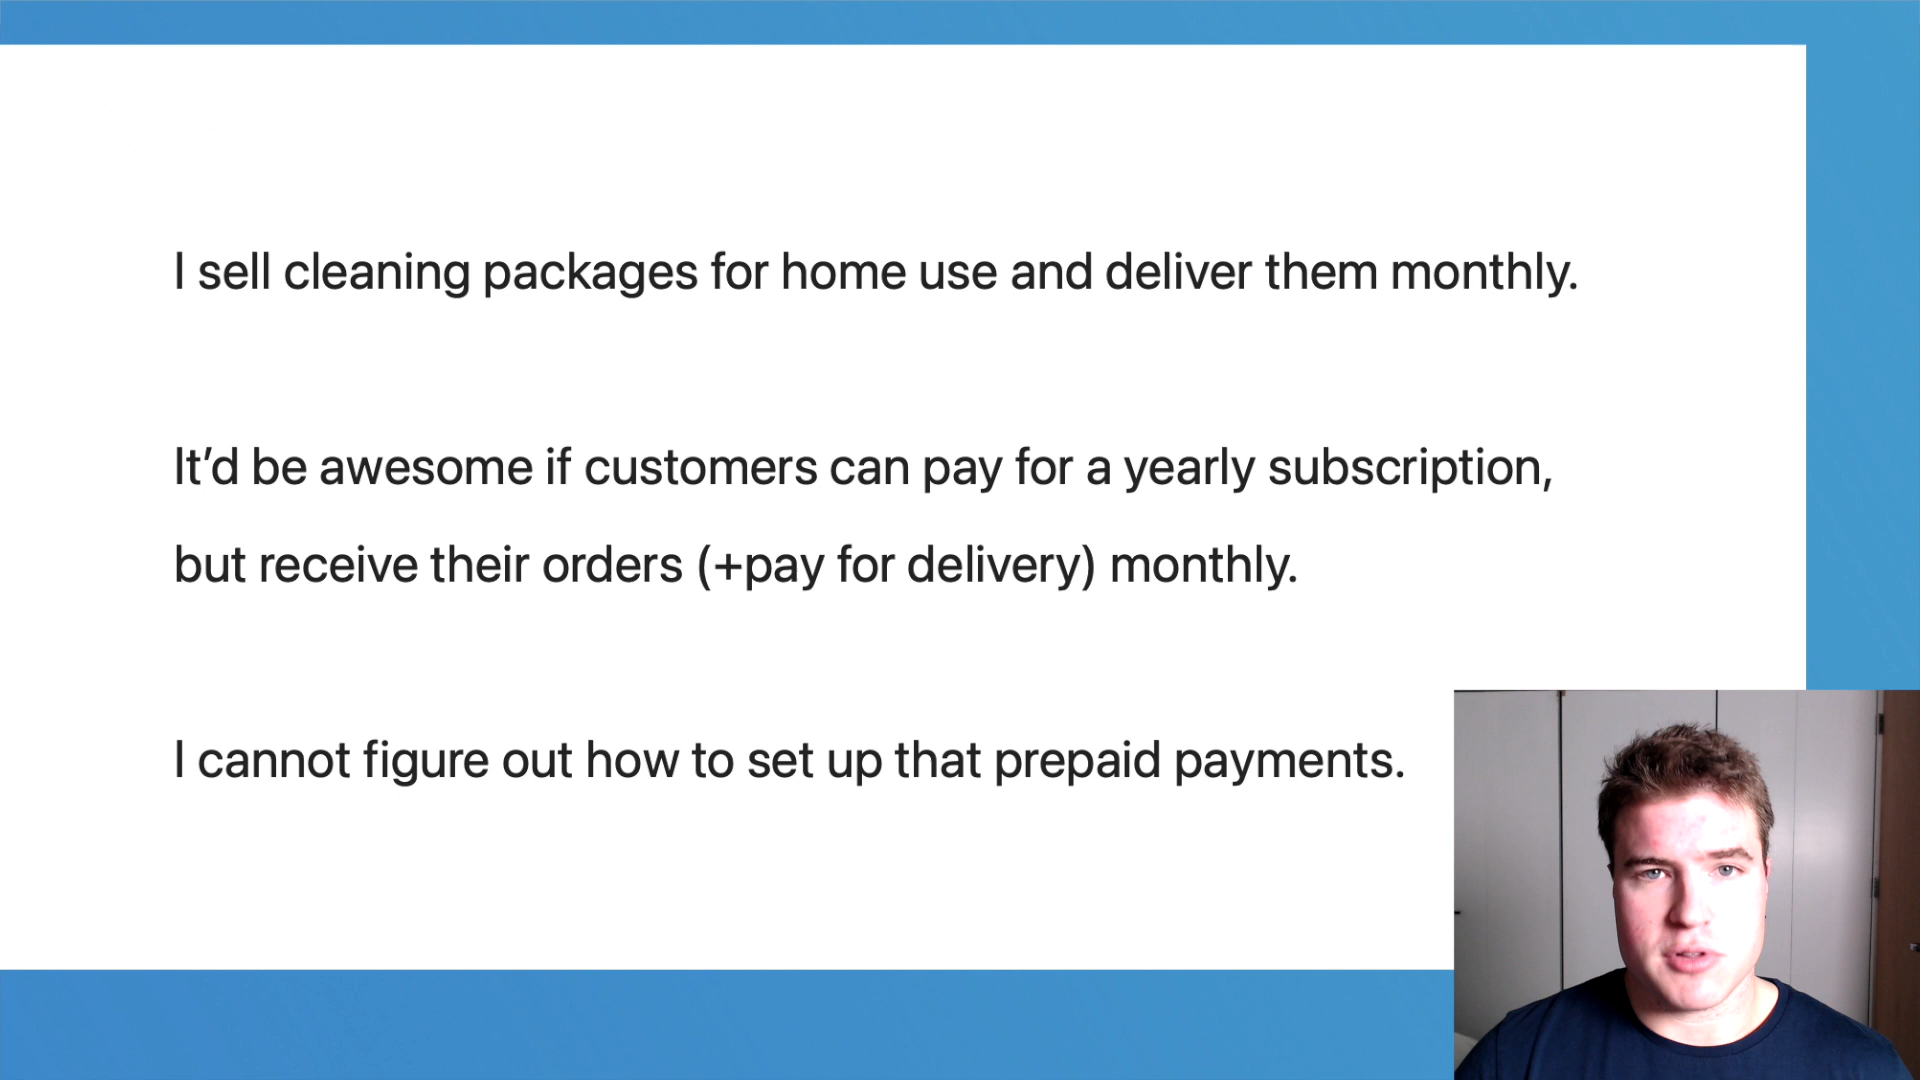 I sell cleaning packages for home use and deliver them monthly.
It’d be awesome if customers can pay for a yearly subscription,
but receive their orders (+pay for delivery) monthly.
I cannot figure out how to set up that prepaid payments.